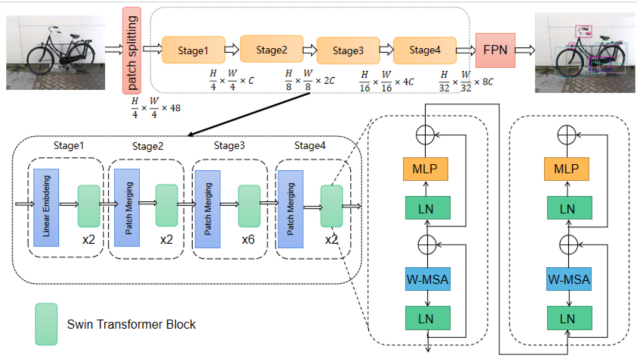 patch splitting
Stage1
Stage2
Stage3
Stage4
FPN
H/4 × W/4 × 48
H/4 × W/4 × C
H/8 × W/8 × 2C
H/16 × W/16 × 4C
H/32 × W/32 × 8C
Stage1
Stage2
Stage3
Stage4
Linear Embdeing
Patch Merging
Patch Merging
Patch Merging
x2
x2
x6
x2
Swin Transformer Block
MLP
LN
W-MSA
LN
MLP
LN
W-MSA
LN